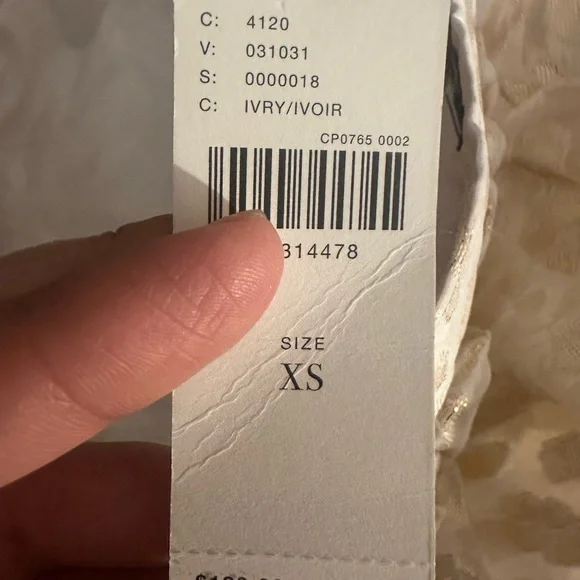 C: 4120
V: 031031
S: 0000018
C: IVRY/IVOIR
CP0765 0002
314478
SIZE
XS